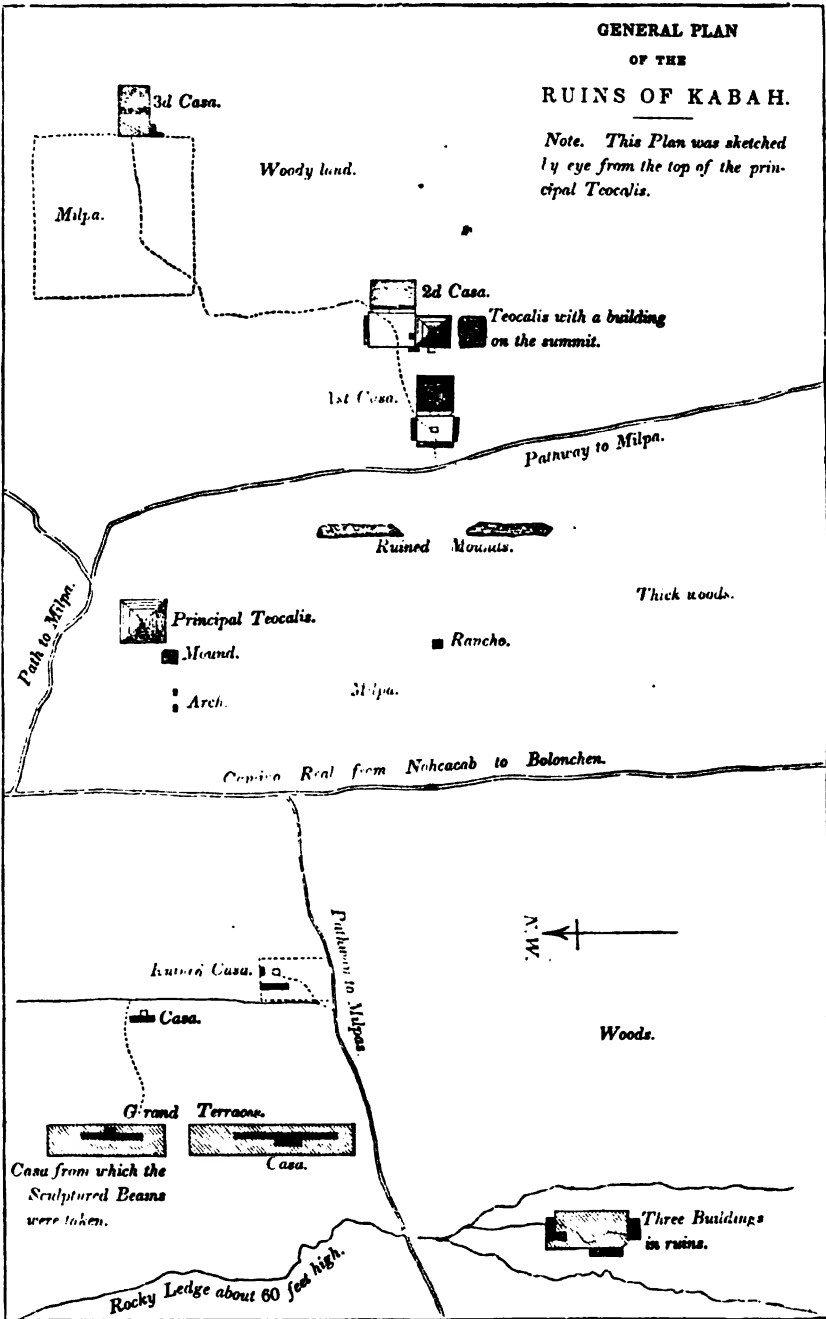 GENERAL PLAN
OF THE
RUINS OF KABAH.
Note. This Plan was sketched
by eye from the top of the prin-
cipal Teocalis.
3d Casa.
Woody land.
Milpa.
2d Casa.
Teocalis with a building
on the summit.
1st Casa.
Pathway to Milpa.
Ruined Mounds.
Thick woods.
Path to Milpa.
Principal Teocalis.
Rancho.
Mound.
Milpa.
Arch.
Camino Real from Nohcacab to Bolonchen.
N.W.
Pathway to Milpas.
Ruined Casa.
Casa.
Woods.
Grand Terrace.
Casa.
Casa from which the
Sculptured Beams
were taken.
Three Buildings
in ruins.
Rocky Ledge about 60 feet high.